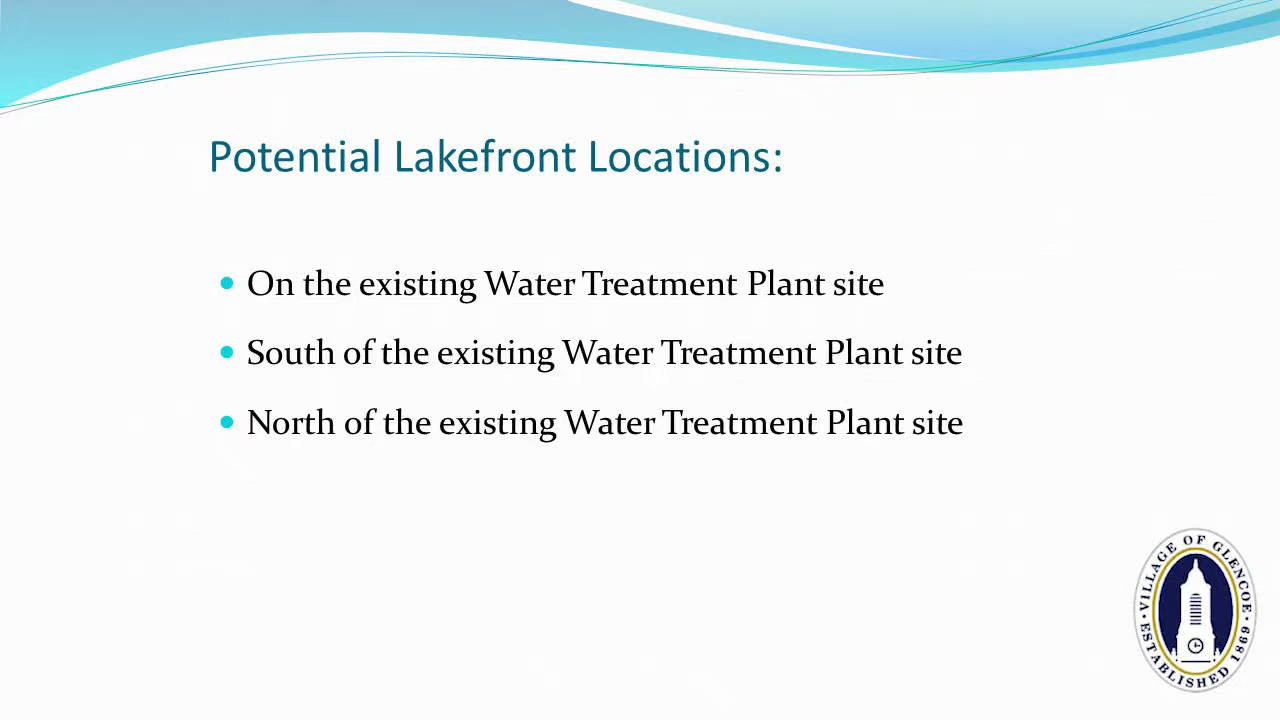 Potential Lakefront Locations:
On the existing Water Treatment Plant site
South of the existing Water Treatment Plant site
North of the existing Water Treatment Plant site
VILLAGE OF GLENCOE
ESTABLISHED 1869